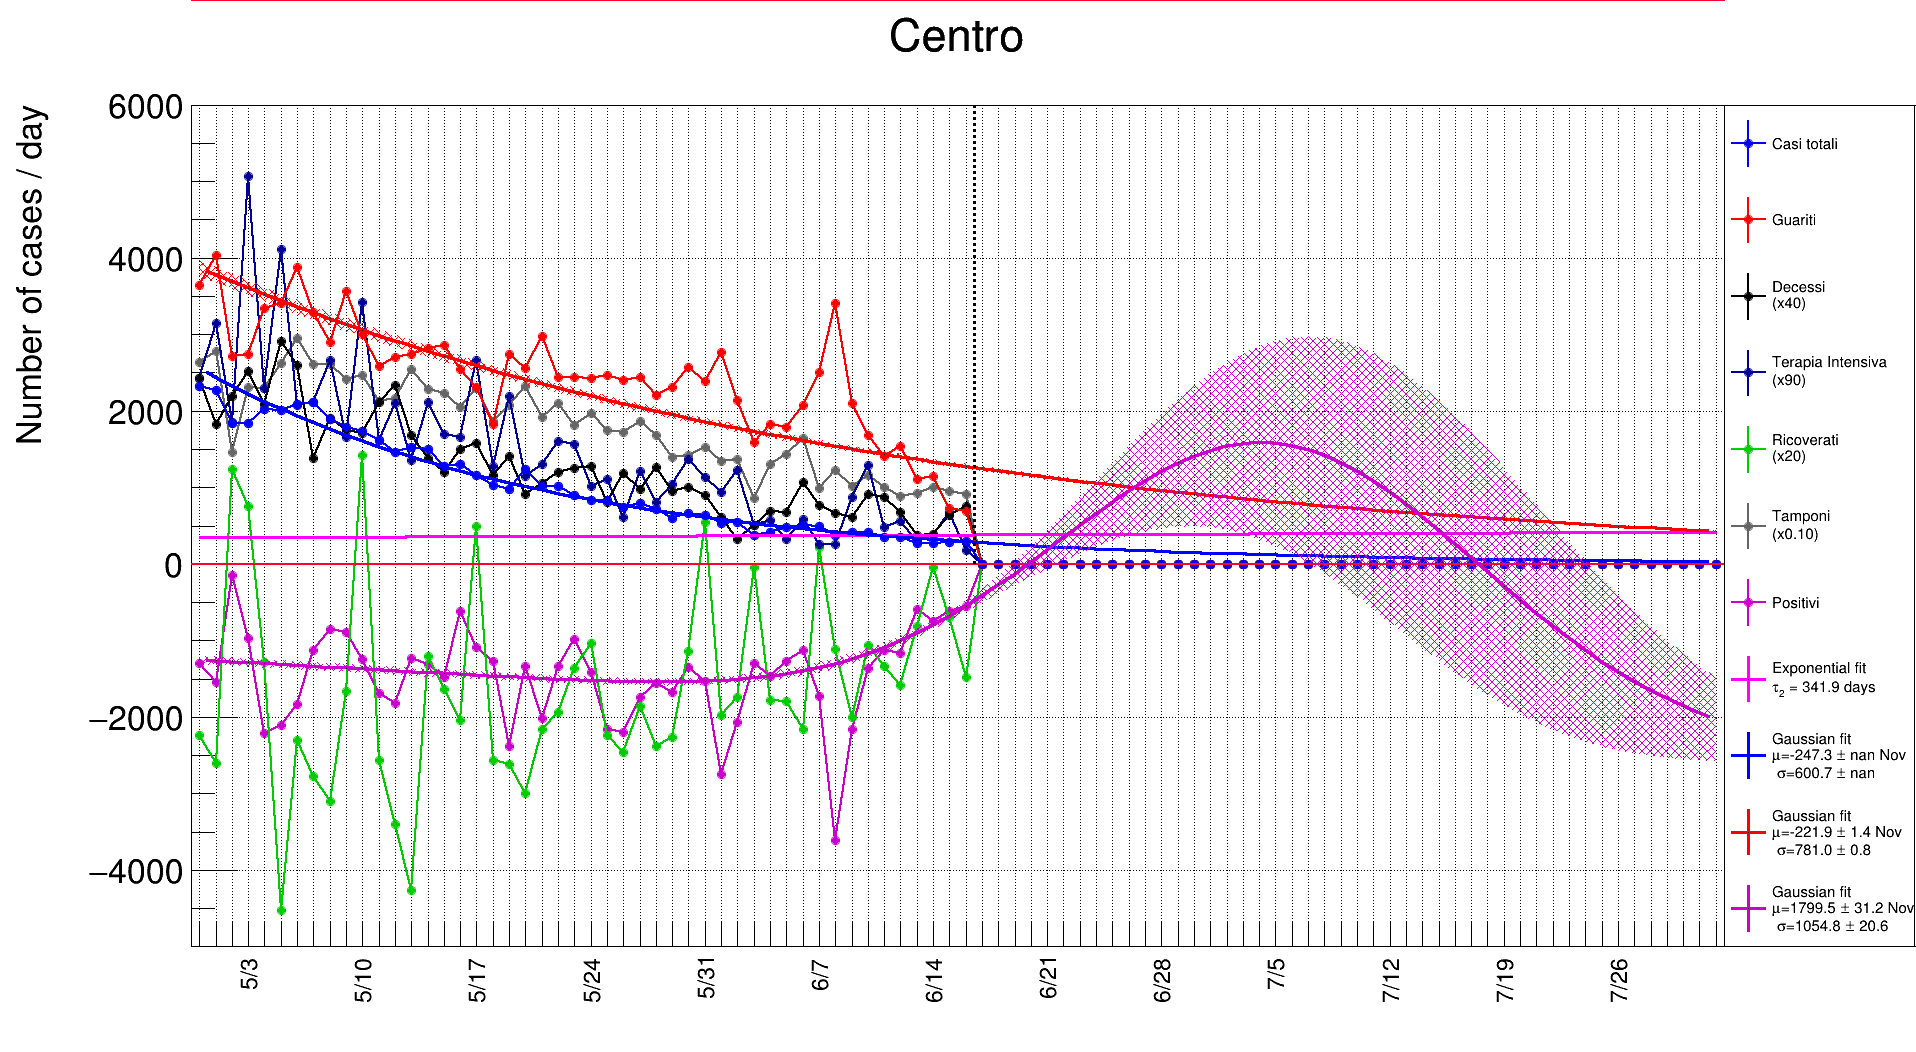 Centro
Number of cases / day
6000
4000
2000
0
−2000
−4000
5/3
5/10
5/17
5/24
5/31
6/7
6/14
6/21
6/28
7/5
7/12
7/19
7/26
Casi totali
Guariti
Decessi
(x40)
Terapia Intensiva
(x90)
Ricoverati
(x20)
Tamponi
(x0.10)
Positivi
Exponential fit
τ2 = 341.9 days
Gaussian fit
μ=-247.3 ± nan Nov
σ=600.7 ± nan
Gaussian fit
μ=-221.9 ± 1.4 Nov
σ=781.0 ± 0.8
Gaussian fit
μ=1799.5 ± 31.2 Nov
σ=1054.8 ± 20.6